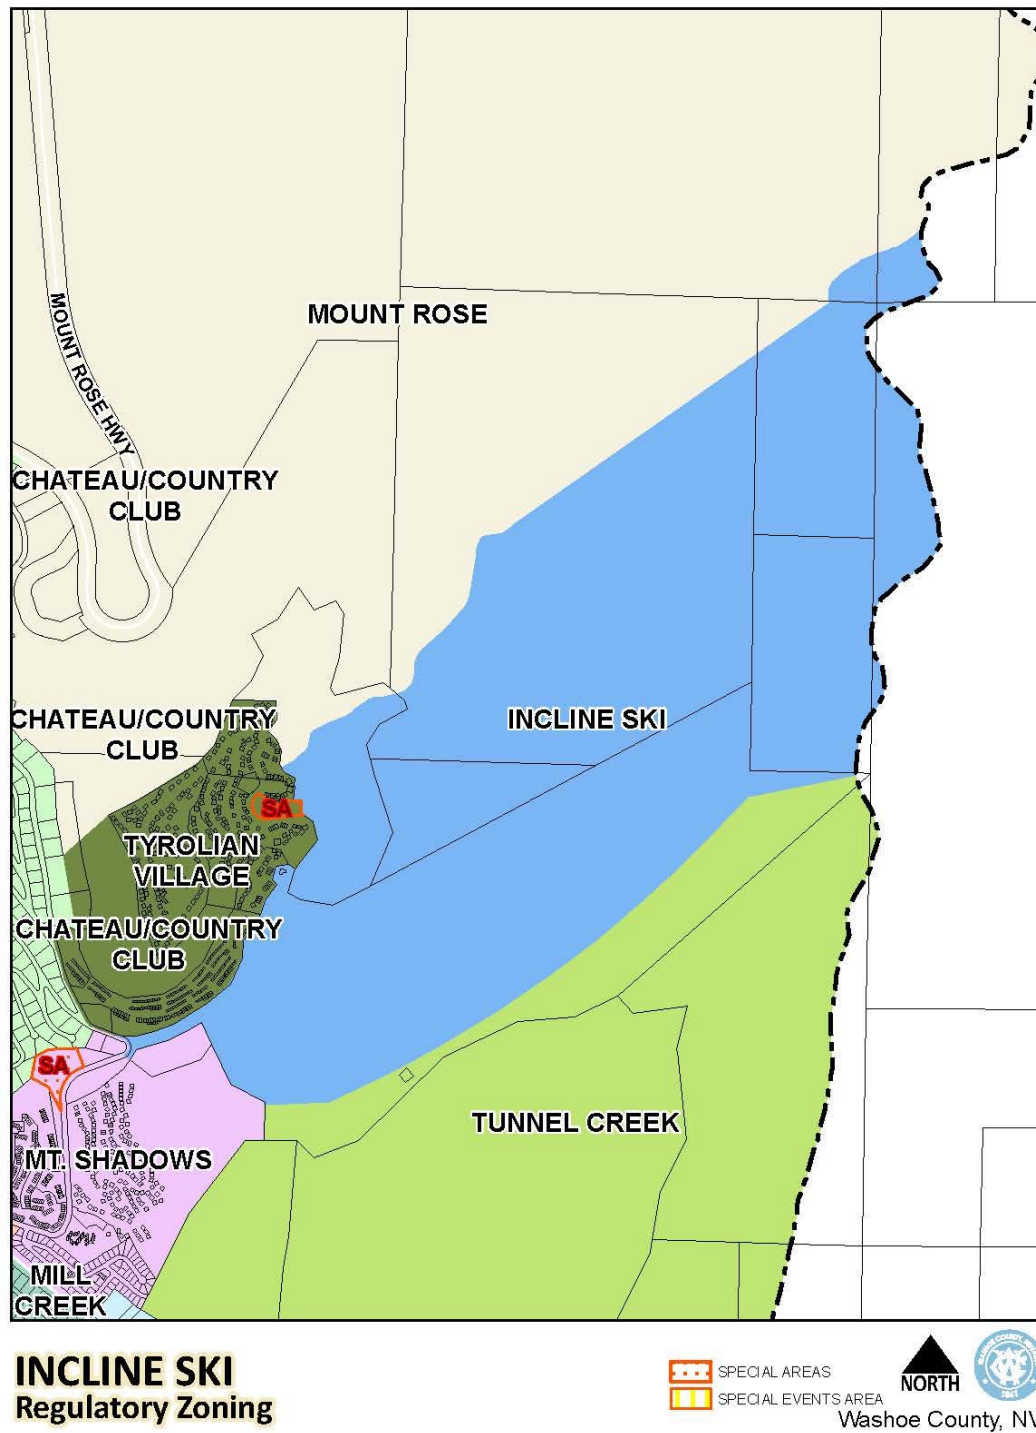 MOUNT ROSE
MOUNT ROSE HWY
CHATEAU/COUNTRY
CLUB
CHATEAU/COUNTRY
CLUB
INCLINE SKI
SA
TYROLIAN
VILLAGE
CHATEAU/COUNTRY
CLUB
SA
TUNNEL CREEK
MT. SHADOWS
MILL
CREEK
INCLINE SKI
Regulatory Zoning
SPECIAL AREAS
SPECIAL EVENTS AREA
NORTH
1861
Washoe County, NV